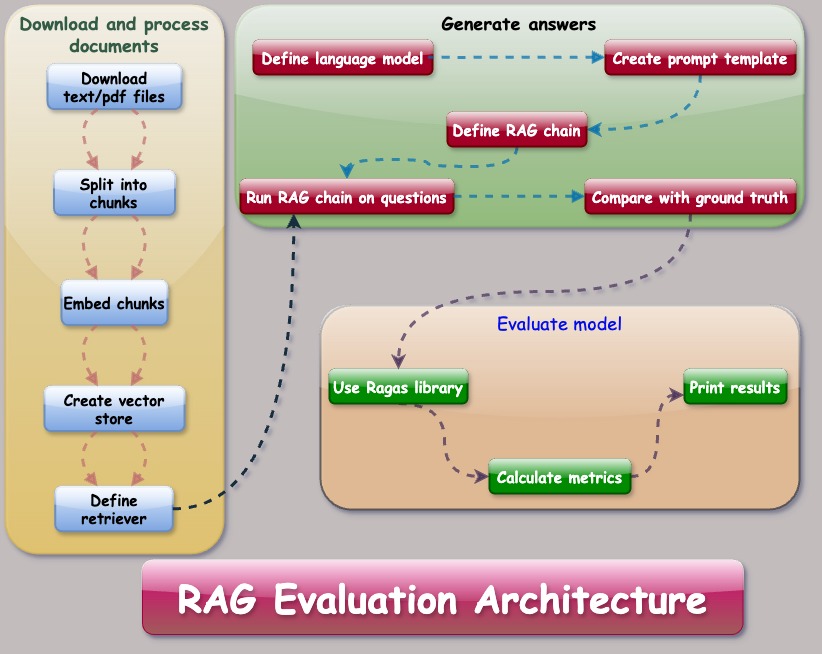 Download and process
documents
Download
text/pdf files
Split into
chunks
Embed chunks
Create vector
store
Define
retriever
Generate answers
Define language model
Create prompt template
Define RAG chain
Run RAG chain on questions
Compare with ground truth
Evaluate model
Use Ragas library
Print results
Calculate metrics
RAG Evaluation Architecture